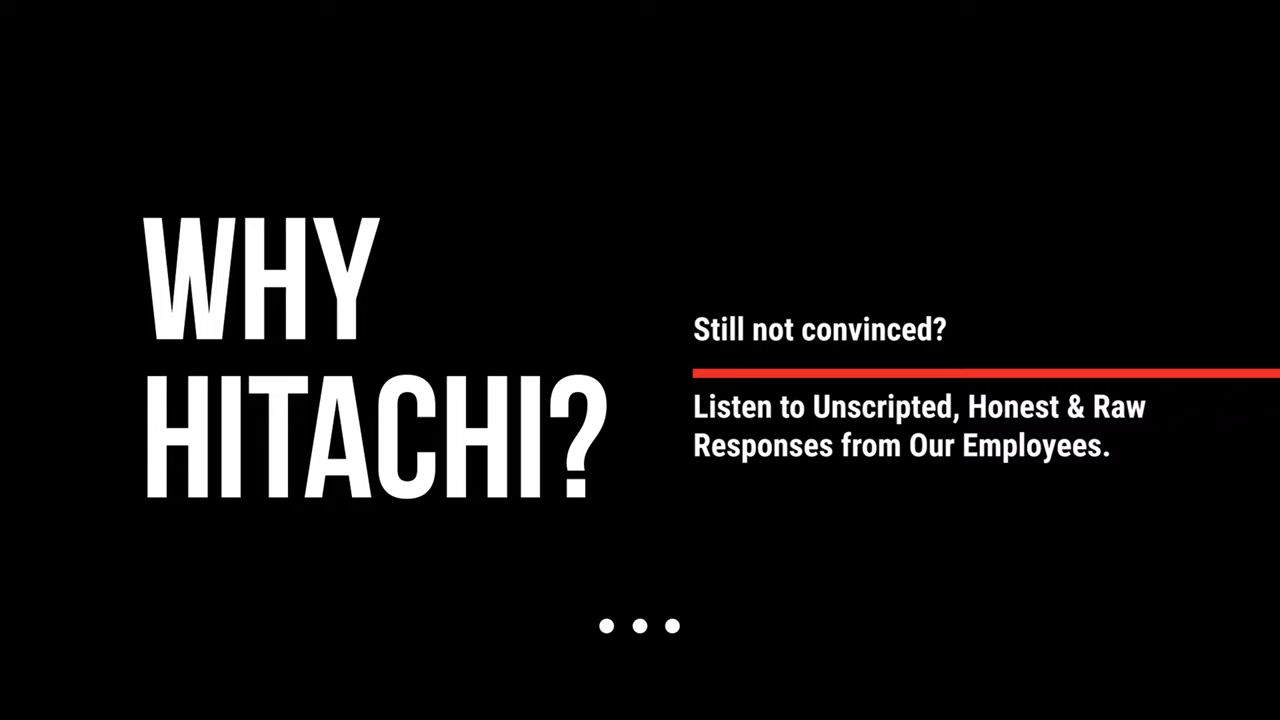 WHY
HITACHI?
Still not convinced?
Listen to Unscripted, Honest & Raw
Responses from Our Employees.